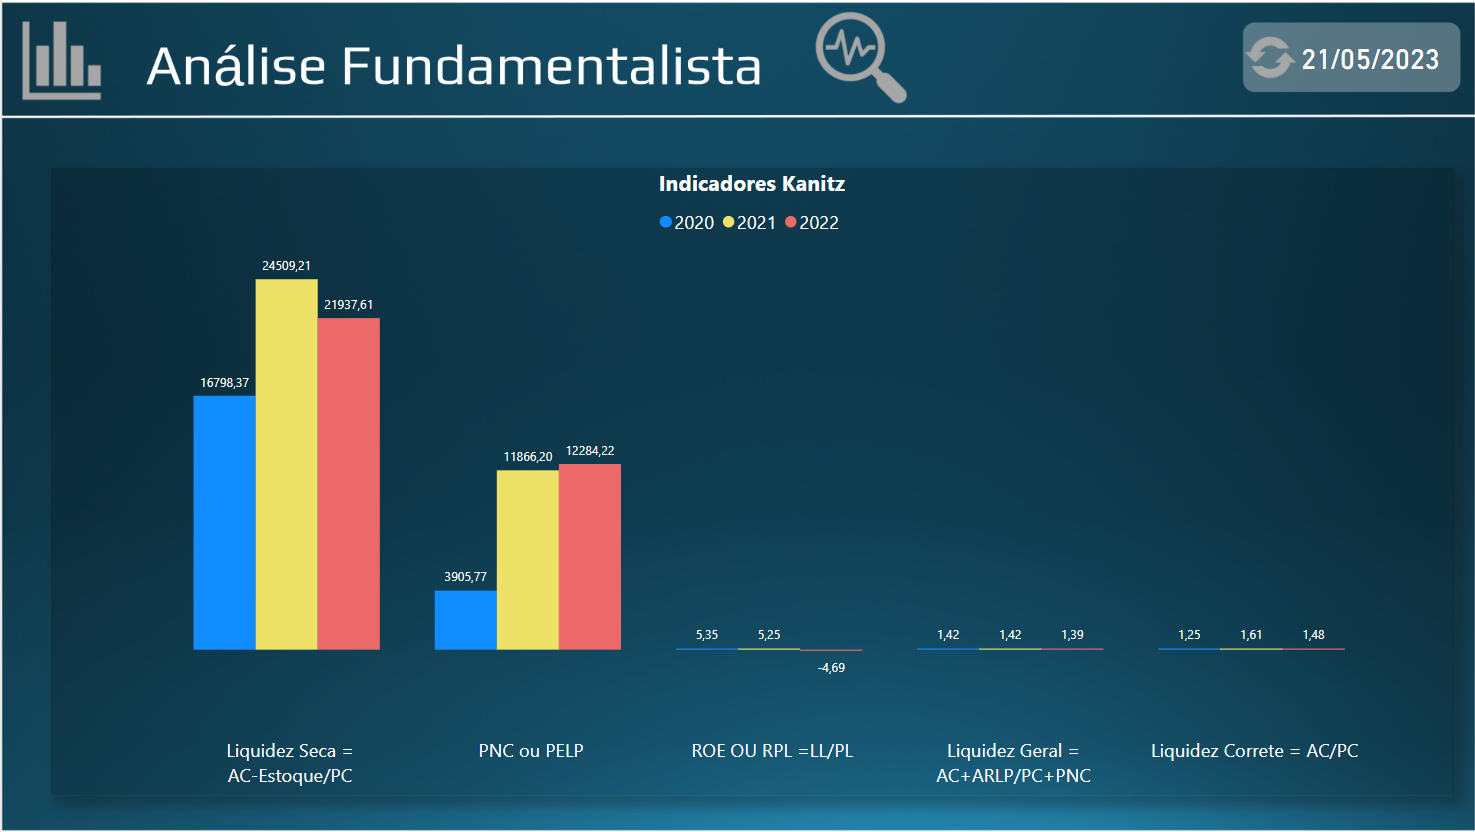 Análise Fundamentalista
21/05/2023
Indicadores Kanitz
2020 2021 2022
24509,21
21937,61
16798,37
12284,22
11866,20
3905,77
5,35 5,25 1,42 1,42 1,39 1,25 1,61 1,48
-4,69
Liquidez Seca = PNC ou PELP ROE OU RPL =LL/PL Liquidez Geral = Liquidez Correte = AC/PC
AC-Estoque/PC AC+ARLP/PC+PNC